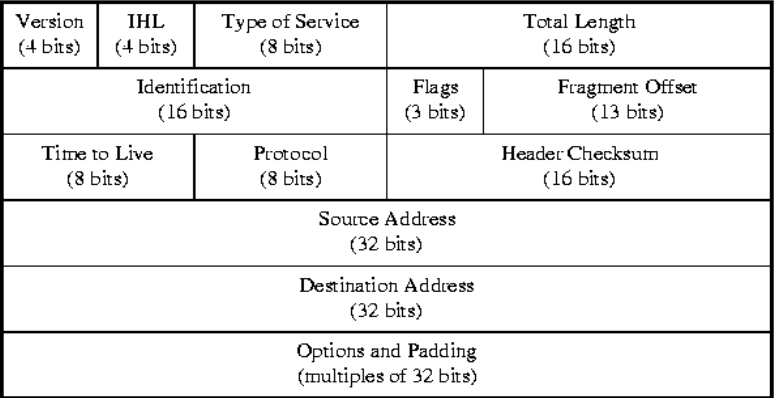 Version IHL Type of Service Total Length
(4 bits) (4 bits) (8 bits) (16 bits)
Identification Flags Fragment Offset
(16 bits) (3 bits) (13 bits)
Time to Live Protocol Header Checksum
(8 bits) (8 bits) (16 bits)
Source Address
(32 bits)
Destination Address
(32 bits)
Options and Padding
(multiples of 32 bits)